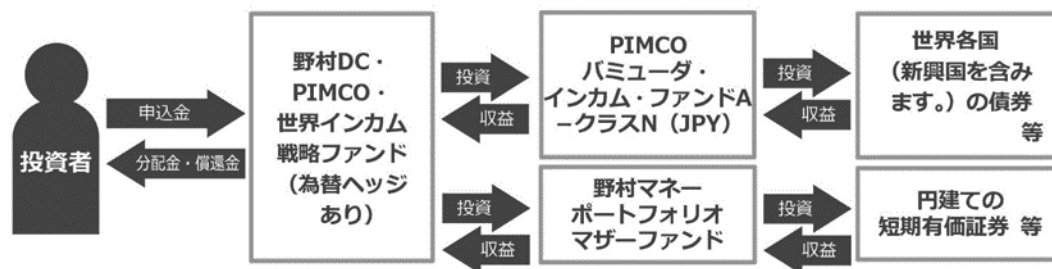 投資者
申込金
分配金・償還金
野村DC・
PIMCO・
世界インカム
戦略ファンド
（為替ヘッジ
あり）
投資
収益
PIMCO
バミューダ・
インカム・ファンドA
－クラスN（JPY）
投資
収益
世界各国
（新興国を含み
ます。）の債券
等
投資
収益
野村マネー
ポートフォリオ
マザーファンド
投資
収益
円建ての
短期有価証券 等